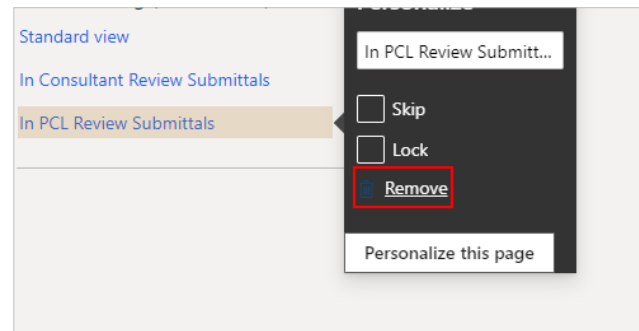 Personalize
Standard view
In PCL Review Submitt...
In Consultant Review Submittals
Skip
In PCL Review Submittals
Lock
Remove
Personalize this page